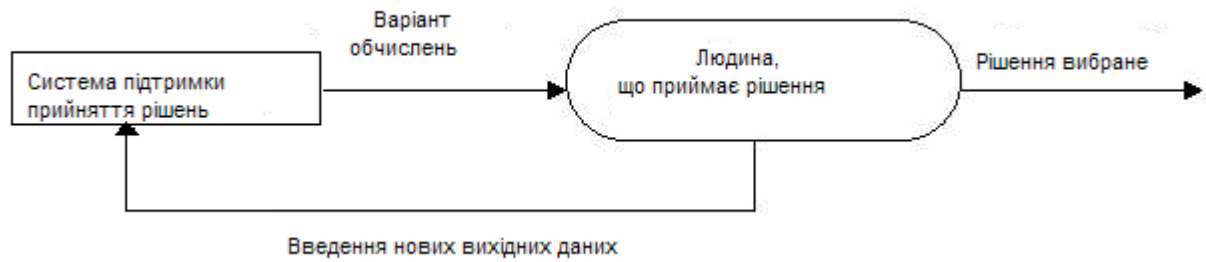 Варіант
обчислень
Система підтримки
прийняття рішень
Людина,
що приймає рішення
Рішення вибране
Введення нових вихідних даних